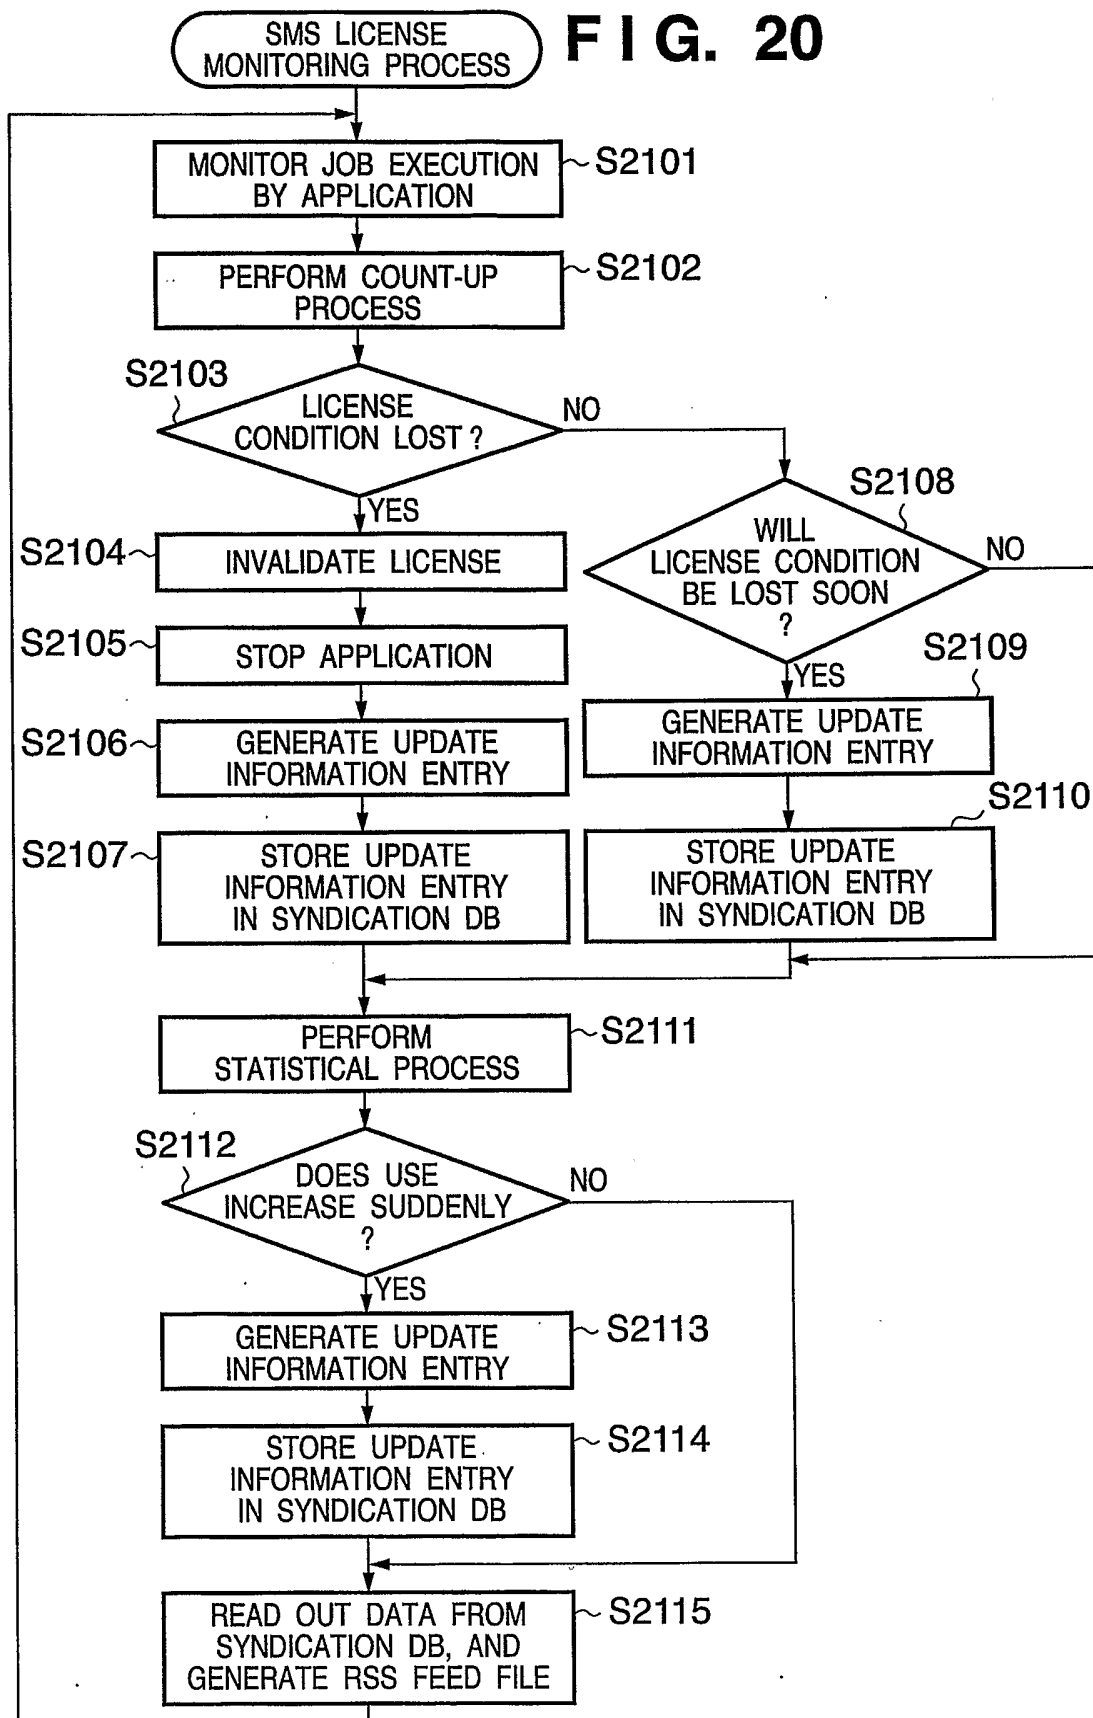 SMS LICENSE
MONITORING PROCESS
FIG. 20
MONITOR JOB EXECUTION
BY APPLICATION
S2101
PERFORM COUNT-UP
PROCESS
S2102
S2103
LICENSE
CONDITION LOST ?
NO
YES
S2108
WILL
LICENSE CONDITION
BE LOST SOON
?
NO
YES
S2104
INVALIDATE LICENSE
S2105
STOP APPLICATION
S2109
GENERATE UPDATE
INFORMATION ENTRY
S2106
GENERATE UPDATE
INFORMATION ENTRY
S2110
STORE UPDATE
INFORMATION ENTRY
IN SYNDICATION DB
S2107
STORE UPDATE
INFORMATION ENTRY
IN SYNDICATION DB
PERFORM
STATISTICAL PROCESS
S2111
S2112
DOES USE
INCREASE SUDDENLY
?
NO
YES
GENERATE UPDATE
INFORMATION ENTRY
S2113
STORE UPDATE
INFORMATION ENTRY
IN SYNDICATION DB
S2114
READ OUT DATA FROM
SYNDICATION DB, AND
GENERATE RSS FEED FILE
S2115